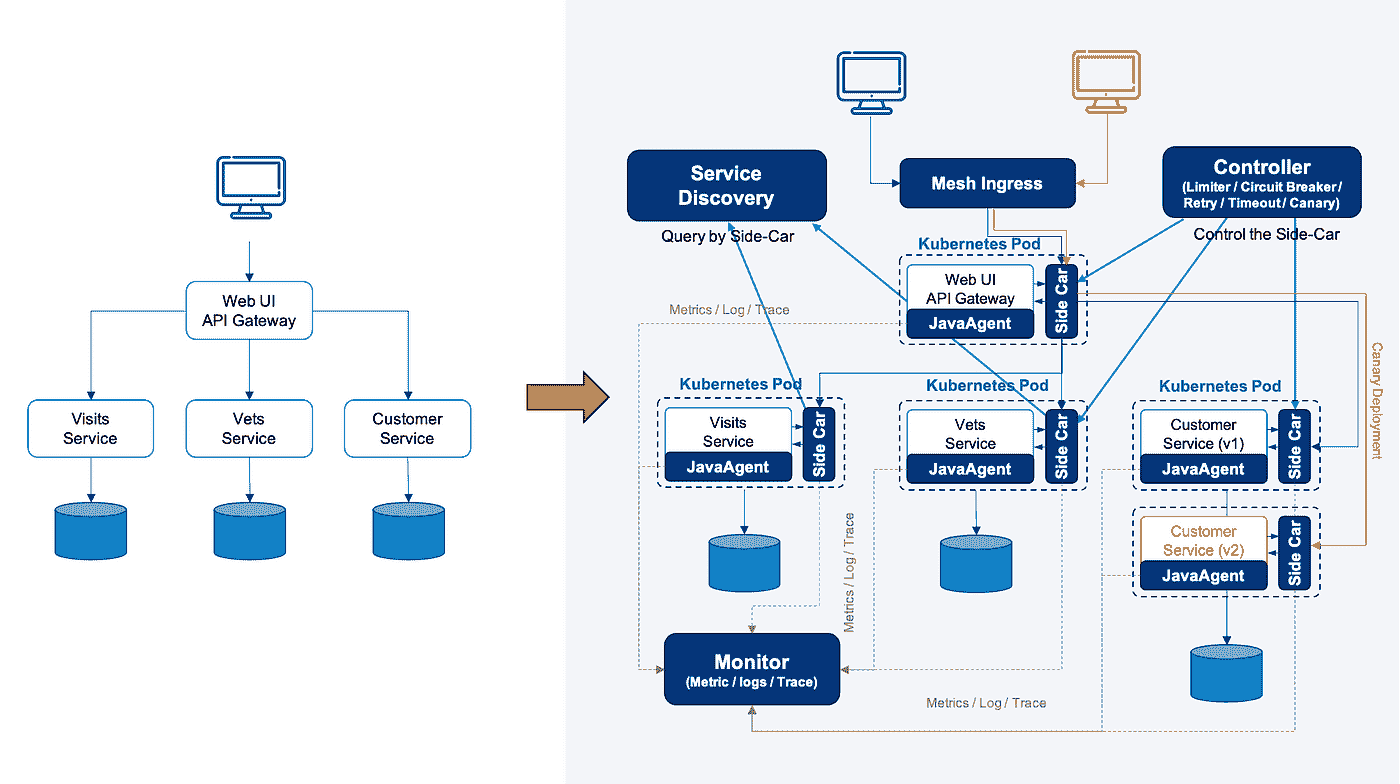 Web UI
API Gateway
Visits
Service
Vets
Service
Customer
Service
Service
Discovery
Query by Side-Car
Mesh Ingress
Controller
(Limiter / Circuit Breaker /
Retry / Timeout / Canary)
Control the Side-Car
Kubernetes Pod
Web UI
API Gateway
JavaAgent
Side Car
Metrics / Log / Trace
Canary Deployment
Kubernetes Pod
Visits
Service
JavaAgent
Side Car
Kubernetes Pod
Vets
Service
JavaAgent
Side Car
Kubernetes Pod
Customer
Service (v1)
JavaAgent
Side Car
Customer
Service (v2)
JavaAgent
Side Car
Metrics / Log / Trace
Monitor
(Metric / logs / Trace)
Metrics / Log / Trace